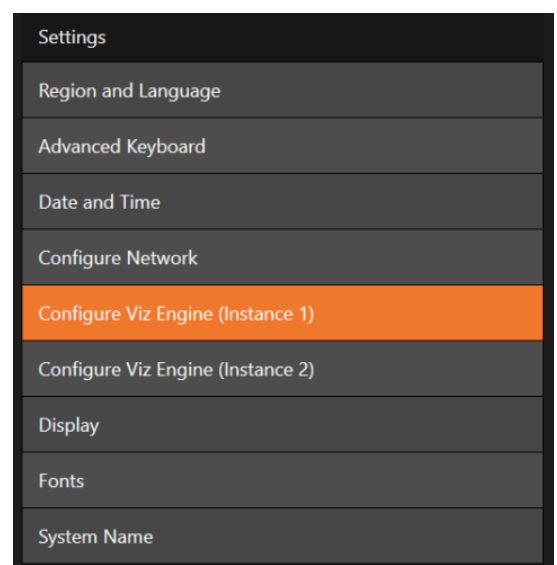 Settings
Region and Language
Advanced Keyboard
Date and Time
Configure Network
Configure Viz Engine (Instance 1)
Configure Viz Engine (Instance 2)
Display
Fonts
System Name